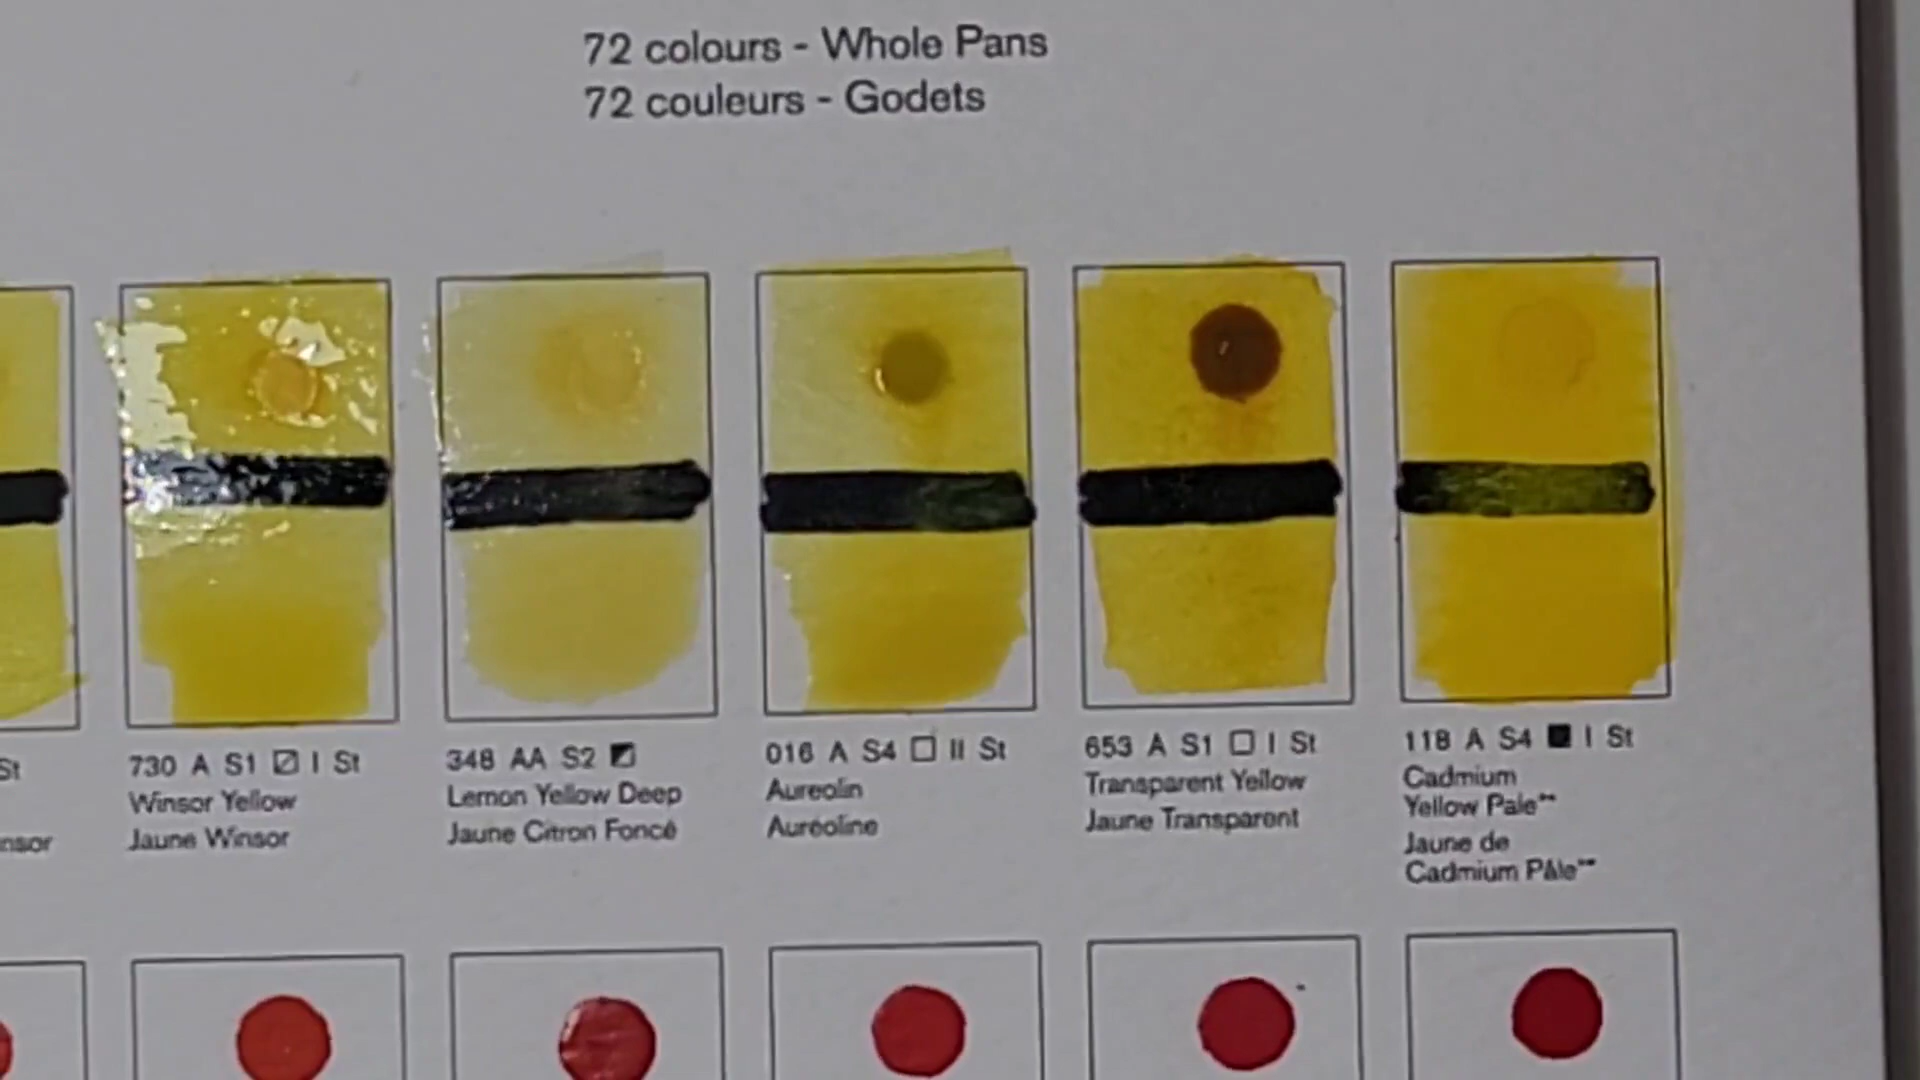 72 colours - Whole Pans
72 couleurs - Godets
St
nsor
730 A S1 I St
Winsor Yellow
Jaune Winsor
348 AA S2
Lemon Yellow Deep
Jaune Citron Foncé
016 A S4 II St
Aureolin
Auréoline
653 A S1 I St
Transparent Yellow
Jaune Transparent
118 A S4 I St
Cadmium
Yellow Pale**
Jaune de
Cadmium Pâle**